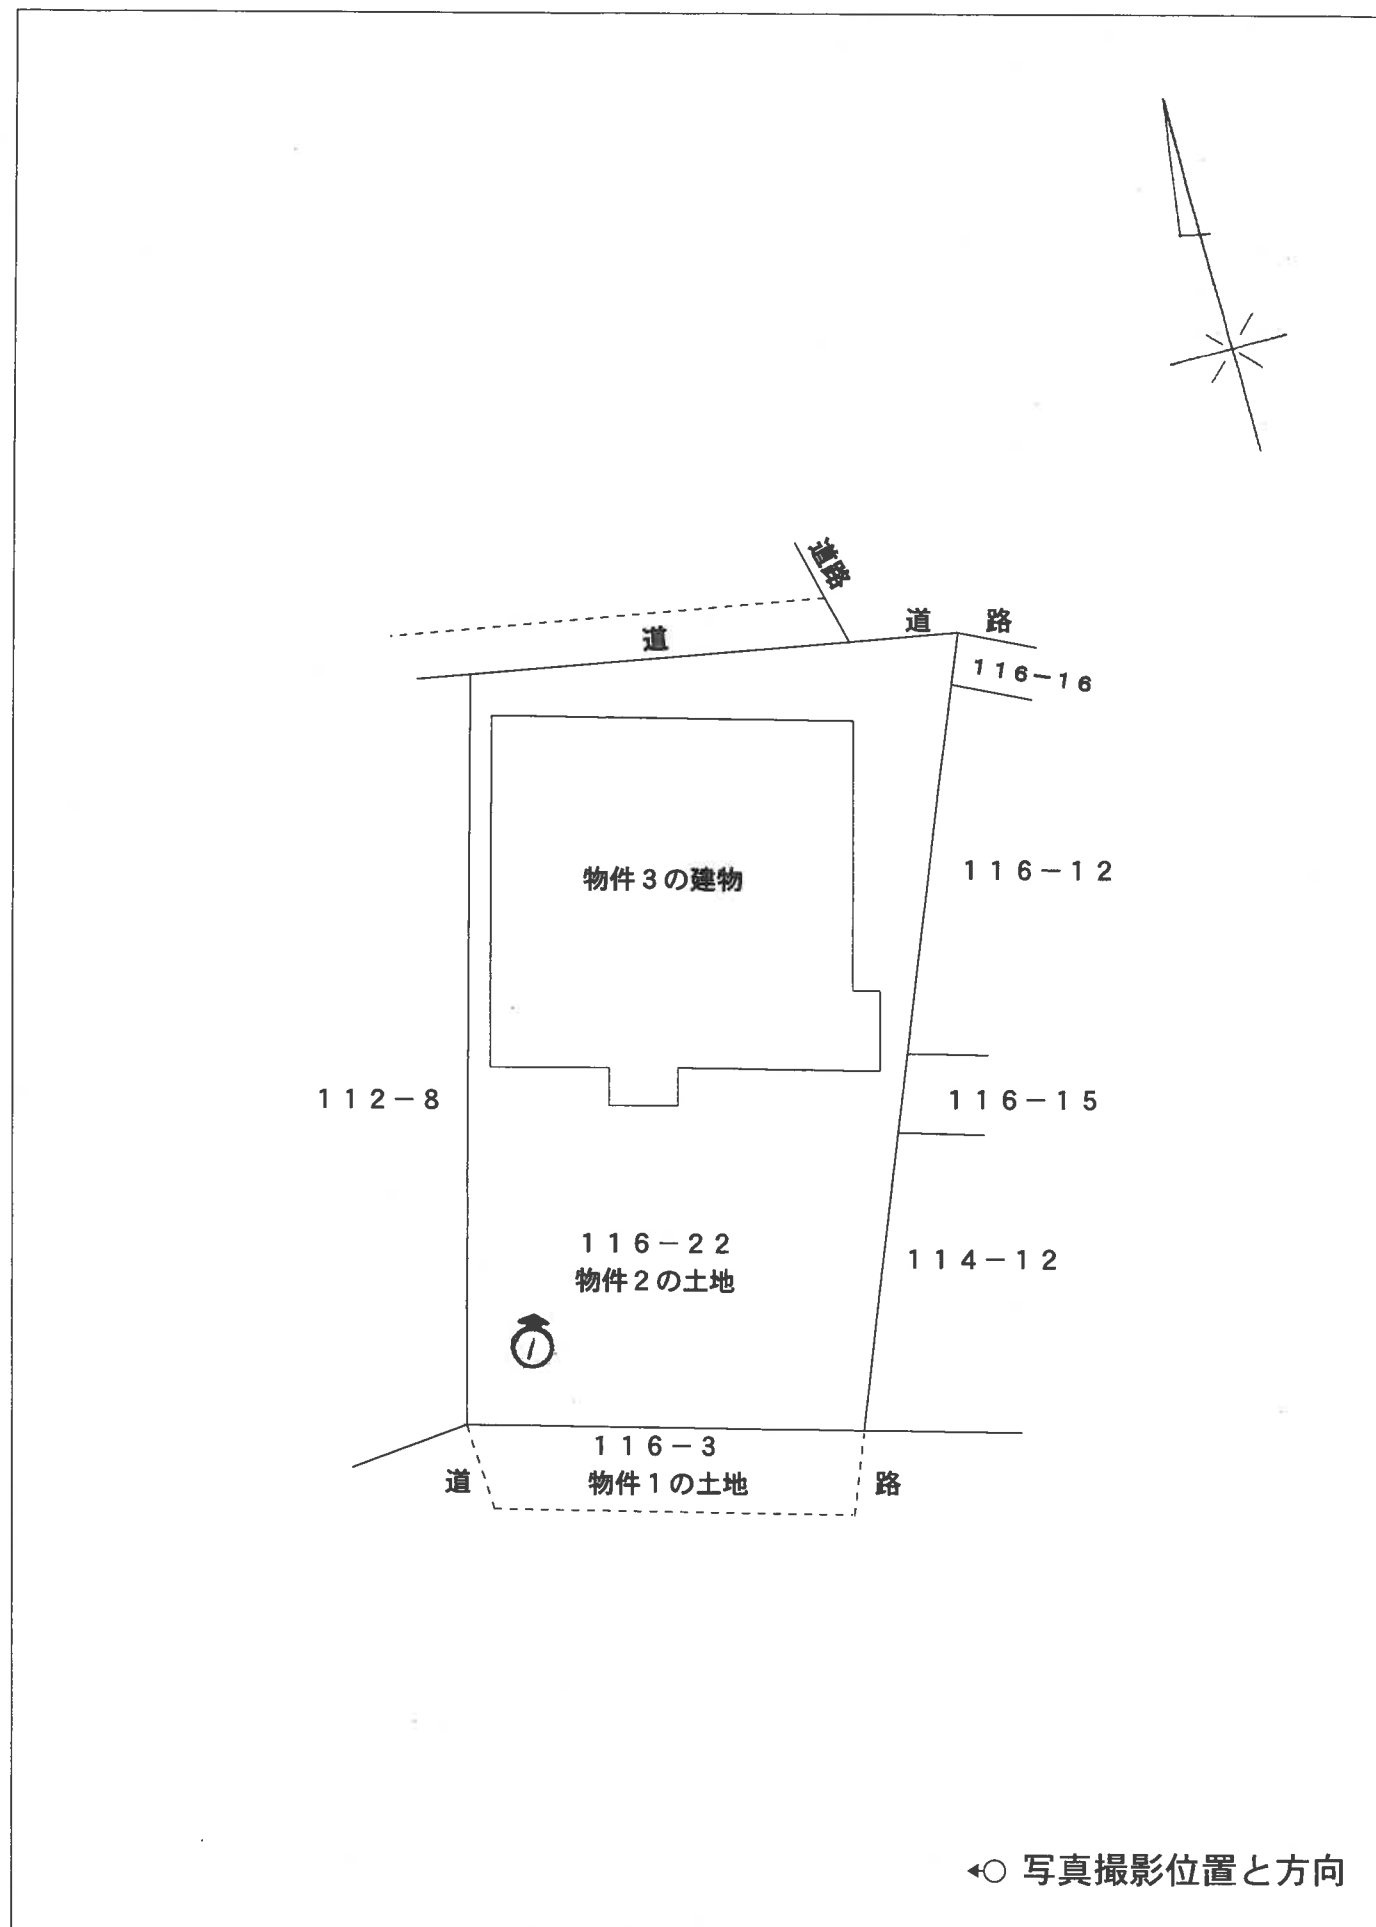 道路
道 路
道
116-16
物件3の建物
116-12
112-8
116-15
116-22
物件2の土地
114-12
1
116-3
物件1の土地
道 路
写真撮影位置と方向